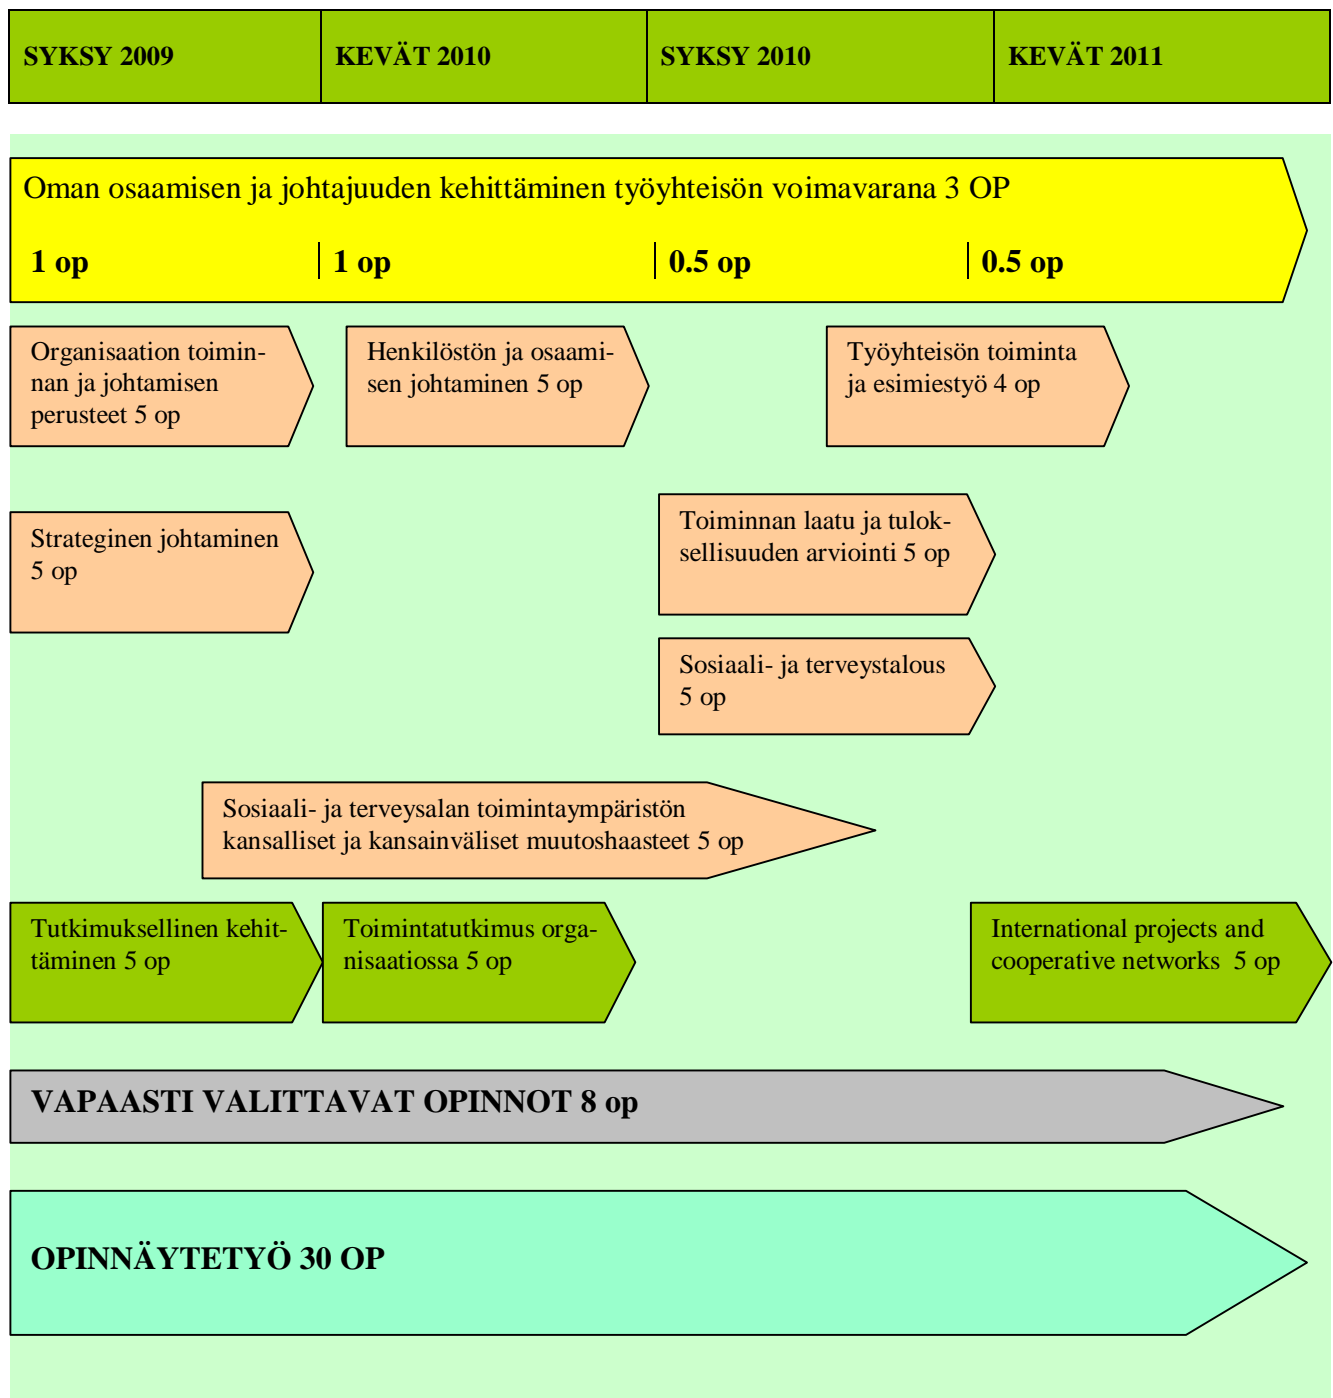 SYKSY 2009 KEVÄT 2010 SYKSY 2010 KEVÄT 2011
Oman osaamisen ja johtajuuden kehittäminen työyhteisön voimavarana 3 OP
1 op 1 op 0.5 op 0.5 op
Organisaation toimin-
nan ja johtamisen
perusteet 5 op
Henkilöstön ja osaami-
sen johtaminen 5 op
Työyhteisön toiminta
ja esimiestyö 4 op
Strateginen johtaminen
5 op
Toiminnan laatu ja tulok-
sellisuuden arviointi 5 op
Sosiaali- ja terveystalous
5 op
Sosiaali- ja terveysalan toimintaympäristön
kansalliset ja kansainväliset muutoshaasteet 5 op
Tutkimuksellinen kehit-
täminen 5 op
Toimintatutkimus orga-
nisaatiossa 5 op
International projects and
cooperative networks 5 op
VAPAASTI VALITTAVAT OPINNOT 8 op
OPINNÄYTETYÖ 30 OP